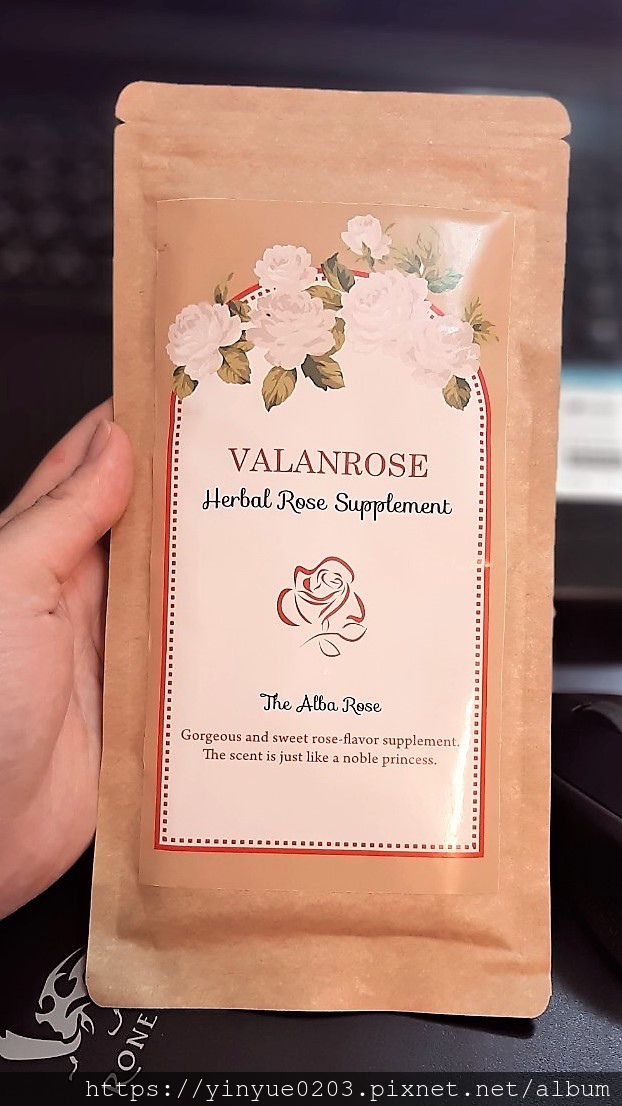 VALANROSE
Herbal Rose Supplement
The Alba Rose
Gorgeous and sweet rose-flavor supplement.
The scent is just like a noble princess.
RONE
https://yinyue0203.pixnet.net/album